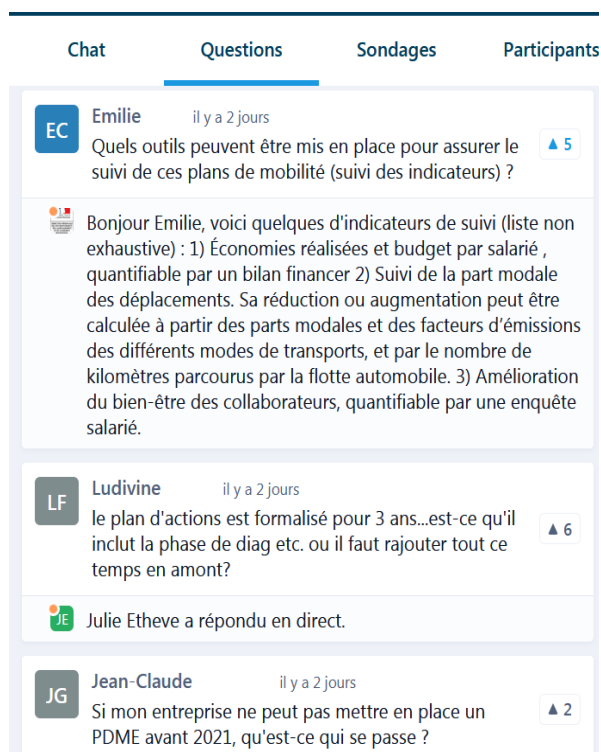 Chat Questions Sondages Participants
EC Emilie il y a 2 jours
Quels outils peuvent être mis en place pour assurer le
suivi de ces plans de mobilité (suivi des indicateurs) ?
▲ 5
Bonjour Emilie, voici quelques d'indicateurs de suivi (liste non
exhaustive) : 1) Économies réalisées et budget par salarié ,
quantifiable par un bilan financer 2) Suivi de la part modale
des déplacements. Sa réduction ou augmentation peut être
calculée à partir des parts modales et des facteurs d'émissions
des différents modes de transports, et par le nombre de
kilomètres parcourus par la flotte automobile. 3) Amélioration
du bien-être des collaborateurs, quantifiable par une enquête
salarié.
LF Ludivine il y a 2 jours
le plan d'actions est formalisé pour 3 ans...est-ce qu'il
inclut la phase de diag etc. ou il faut rajouter tout ce
temps en amont?
▲ 6
JE Julie Etheve a répondu en direct.
JG Jean-Claude il y a 2 jours
Si mon entreprise ne peut pas mettre en place un
PDME avant 2021, qu'est-ce qui se passe ?
▲ 2